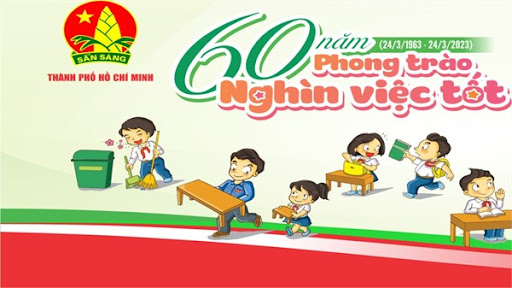 SẴN SÀNG
THÀNH PHỐ HỒ CHÍ MINH
60 năm (24/3/1963 - 24/3/2023)
Phong trào
Nghìn việc tốt